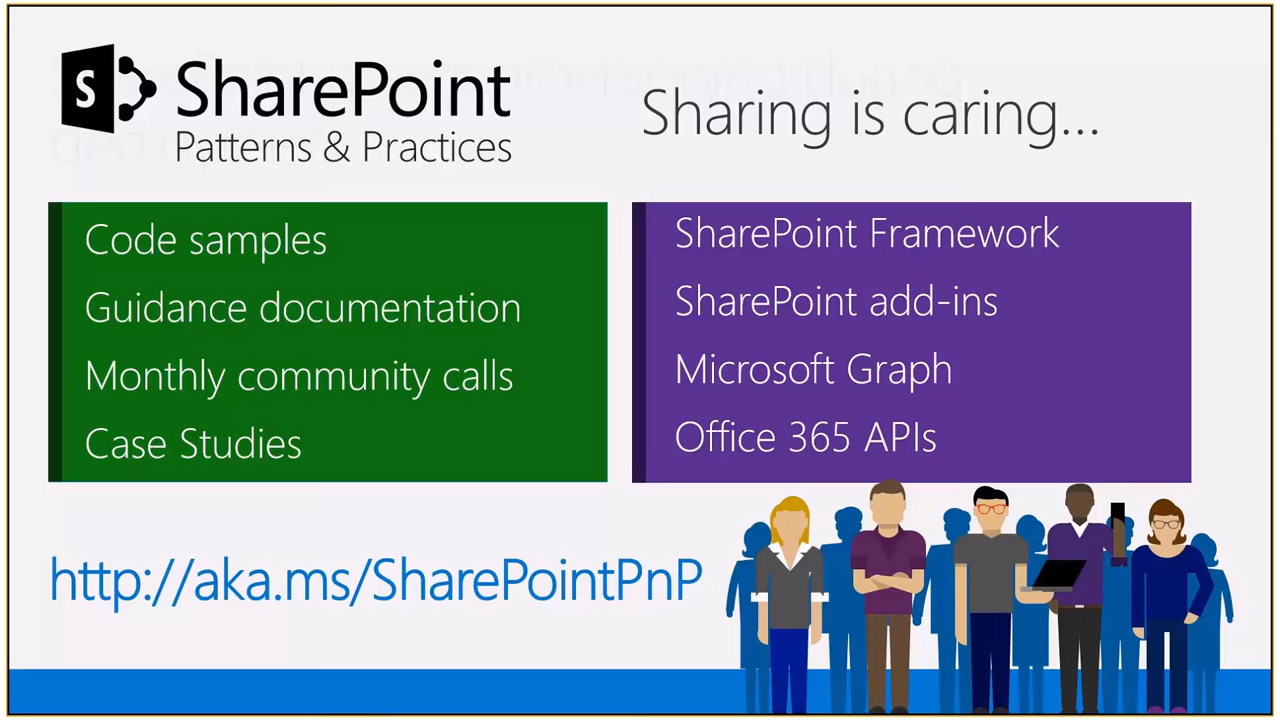 SharePoint
Patterns & Practices
Sharing is caring...
Code samples
Guidance documentation
Monthly community calls
Case Studies
SharePoint Framework
SharePoint add-ins
Microsoft Graph
Office 365 APIs
http://aka.ms/SharePointPnP